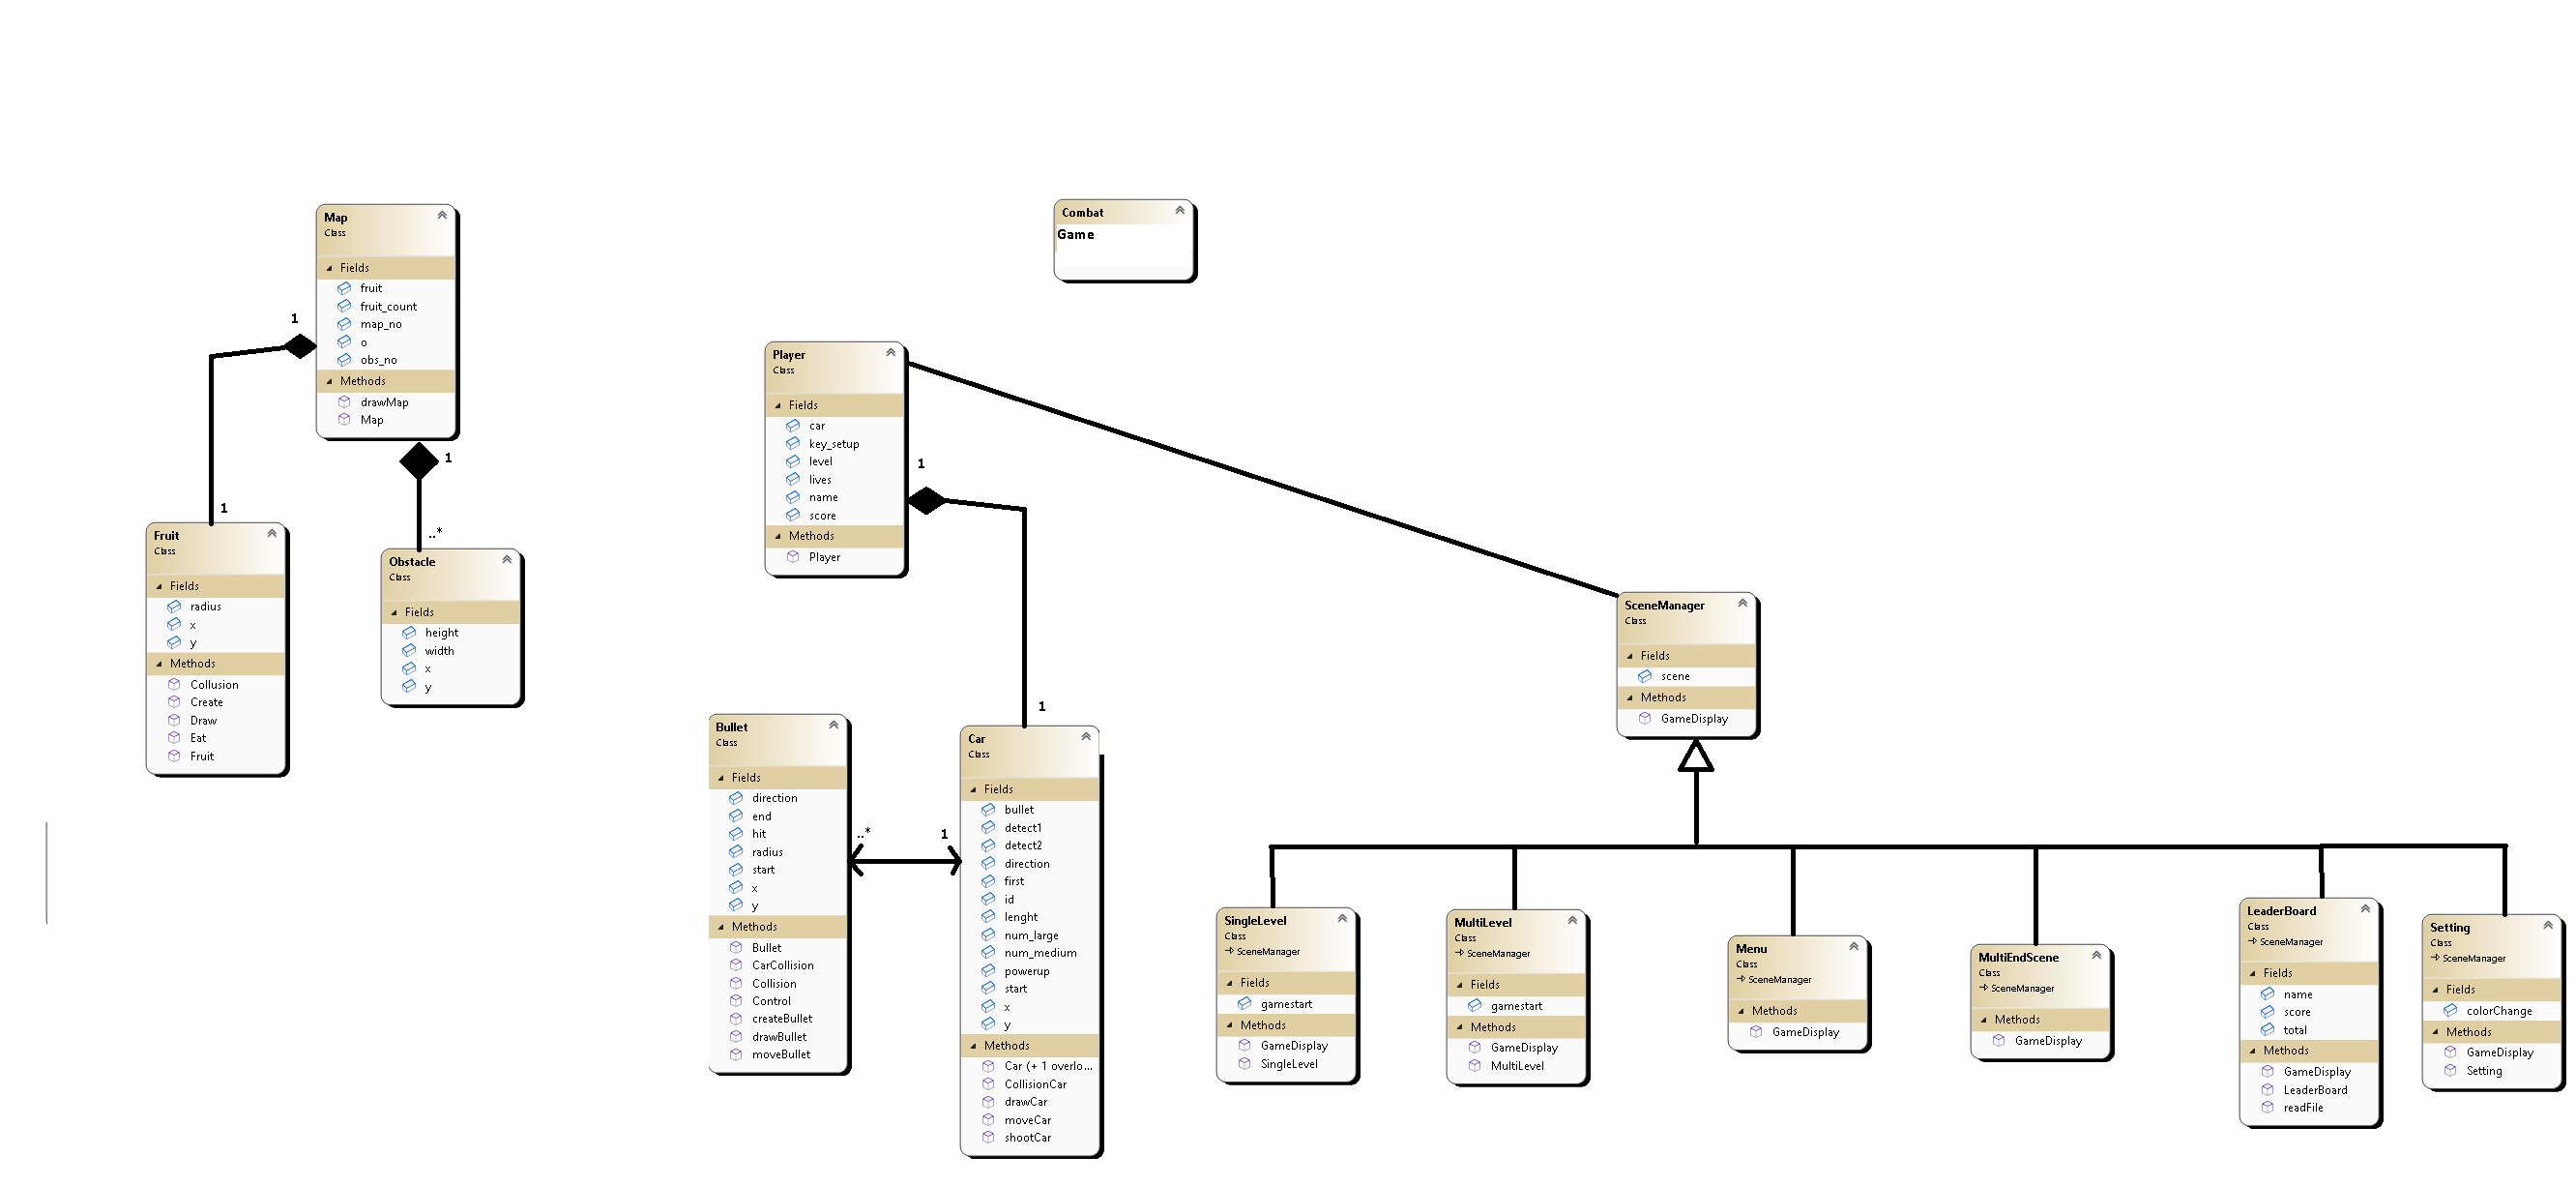 Combat
Game
Map
Class
Fields
fruit
fruit_count
map_no
o
obs_no
Methods
drawMap
Map
1
1
1
..*
Fruit
Class
Fields
radius
x
y
Methods
Collusion
Create
Draw
Eat
Fruit
Obstacle
Class
Fields
height
width
x
y
Player
Class
Fields
car
key_setup
level
lives
name
score
Methods
Player
1
1
Bullet
Class
Fields
direction
end
hit
radius
start
x
y
Methods
Bullet
CarCollision
Collision
Control
createBullet
drawBullet
moveBullet
..*
1
Car
Class
Fields
bullet
detect1
detect2
direction
first
id
lenght
num_large
num_medium
powerup
start
x
y
Methods
Car (+ 1 overlo...
CollisionCar
drawCar
moveCar
shootCar
SceneManager
Class
Fields
scene
Methods
GameDisplay
SingleLevel
Class
SceneManager
Fields
gamestart
Methods
GameDisplay
SingleLevel
MultiLevel
Class
SceneManager
Fields
gamestart
Methods
GameDisplay
MultiLevel
Menu
Class
SceneManager
Methods
GameDisplay
MultiEndScene
Class
SceneManager
Methods
GameDisplay
LeaderBoard
Class
SceneManager
Fields
name
score
total
Methods
GameDisplay
LeaderBoard
readFile
Setting
Class
SceneManager
Fields
colorChange
Methods
GameDisplay
Setting